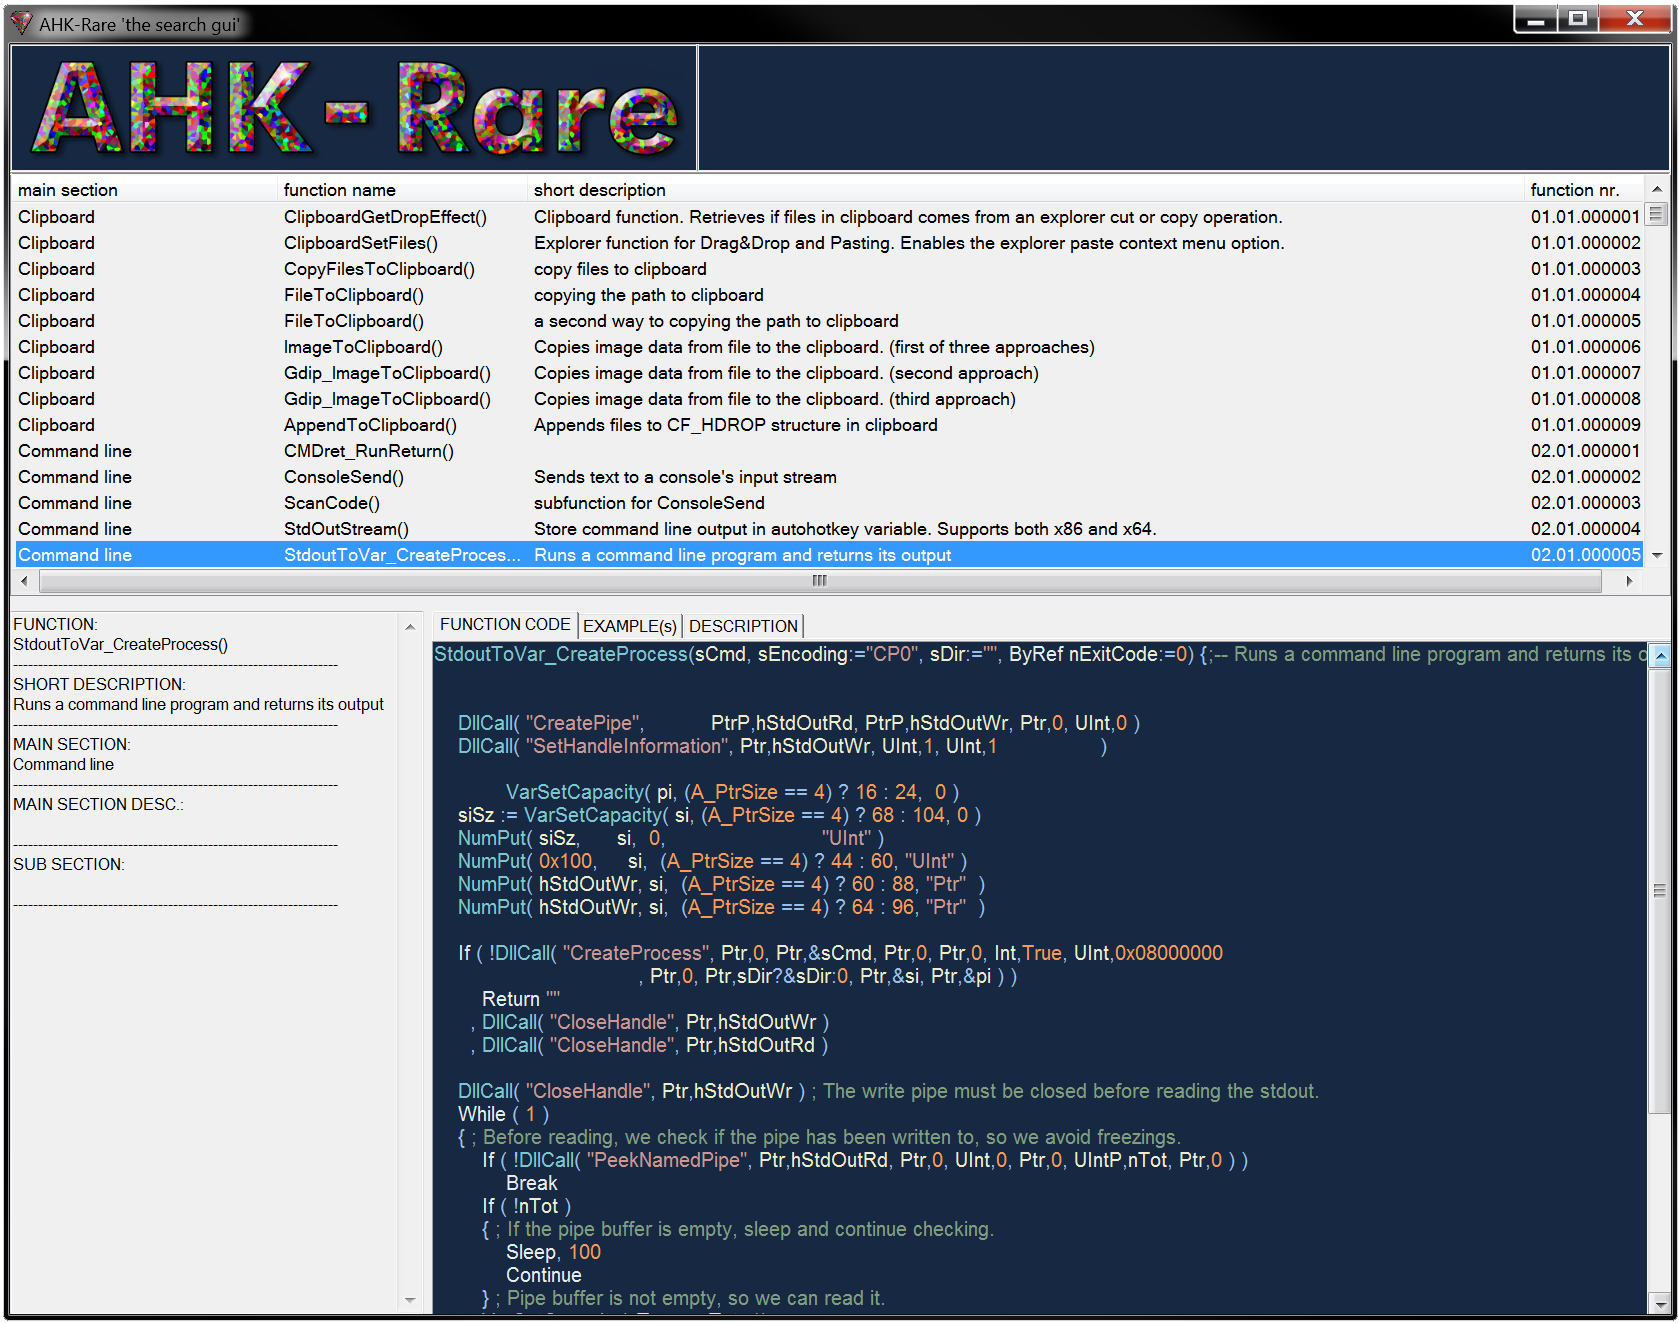 AHK-Rare 'the search gui'
AHK-Rare
main section function name short description function nr.
Clipboard ClipboardGetDropEffect() Clipboard function. Retrieves if files in clipboard comes from an explorer cut or copy operation. 01.01.000001
Clipboard ClipboardSetFiles() Explorer function for Drag&Drop and Pasting. Enables the explorer paste context menu option. 01.01.000002
Clipboard CopyFilesToClipboard() copy files to clipboard 01.01.000003
Clipboard FileToClipboard() copying the path to clipboard 01.01.000004
Clipboard FileToClipboard() a second way to copying the path to clipboard 01.01.000005
Clipboard ImageToClipboard() Copies image data from file to the clipboard. (first of three approaches) 01.01.000006
Clipboard Gdip_ImageToClipboard() Copies image data from file to the clipboard. (second approach) 01.01.000007
Clipboard Gdip_ImageToClipboard() Copies image data from file to the clipboard. (third approach) 01.01.000008
Clipboard AppendToClipboard() Appends files to CF_HDROP structure in clipboard 01.01.000009
Command line CMDret_RunReturn() 02.01.000001
Command line ConsoleSend() Sends text to a console's input stream 02.01.000002
Command line ScanCode() subfunction for ConsoleSend 02.01.000003
Command line StdOutStream() Store command line output in autohotkey variable. Supports both x86 and x64. 02.01.000004
Command line StdoutToVar_CreateProces... Runs a command line program and returns its output 02.01.000005
FUNCTION:
StdoutToVar_CreateProcess()
-----------------------------------------------------------------
SHORT DESCRIPTION:
Runs a command line program and returns its output
-----------------------------------------------------------------
MAIN SECTION:
Command line
-----------------------------------------------------------------
MAIN SECTION DESC.:
-----------------------------------------------------------------
SUB SECTION:
-----------------------------------------------------------------
FUNCTION CODE EXAMPLE(s) DESCRIPTION
StdoutToVar_CreateProcess(sCmd, sEncoding:="CP0", sDir:="", ByRef nExitCode:=0) {;-- Runs a command line program and returns its o
DllCall( "CreatePipe", PtrP,hStdOutRd, PtrP,hStdOutWr, Ptr,0, UInt,0 )
DllCall( "SetHandleInformation", Ptr,hStdOutWr, UInt,1, UInt,1 )
VarSetCapacity( pi, (A_PtrSize == 4) ? 16 : 24, 0 )
siSz := VarSetCapacity( si, (A_PtrSize == 4) ? 68 : 104, 0 )
NumPut( siSz, si, 0, "UInt" )
NumPut( 0x100, si, (A_PtrSize == 4) ? 44 : 60, "UInt" )
NumPut( hStdOutWr, si, (A_PtrSize == 4) ? 60 : 88, "Ptr" )
NumPut( hStdOutWr, si, (A_PtrSize == 4) ? 64 : 96, "Ptr" )
If ( !DllCall( "CreateProcess", Ptr,0, Ptr,&sCmd, Ptr,0, Ptr,0, Int,True, UInt,0x08000000
, Ptr,0, Ptr,sDir?&sDir:0, Ptr,&si, Ptr,&pi ) )
Return ""
, DllCall( "CloseHandle", Ptr,hStdOutWr )
, DllCall( "CloseHandle", Ptr,hStdOutRd )
DllCall( "CloseHandle", Ptr,hStdOutWr ) ; The write pipe must be closed before reading the stdout.
While ( 1 )
{ ; Before reading, we check if the pipe has been written to, so we avoid freezings.
If ( !DllCall( "PeekNamedPipe", Ptr,hStdOutRd, Ptr,0, UInt,0, Ptr,0, UIntP,nTot, Ptr,0 ) )
Break
If ( !nTot )
{ ; If the pipe buffer is empty, sleep and continue checking.
Sleep, 100
Continue
} ; Pipe buffer is not empty, so we can read it.